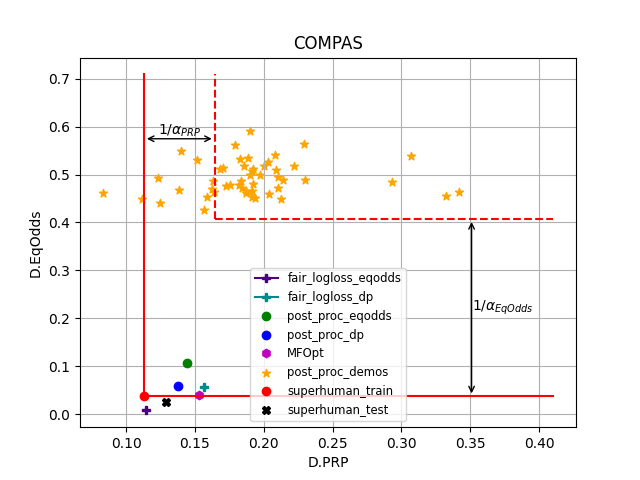 COMPAS
D.EqOdds
0.7
0.6
0.5
0.4
0.3
0.2
0.1
0.0
1/α_PRP
1/α_EqOdds
fair_logloss_eqodds
fair_logloss_dp
post_proc_eqodds
post_proc_dp
MFOpt
post_proc_demos
superhuman_train
superhuman_test
0.10 0.15 0.20 0.25 0.30 0.35 0.40
D.PRP